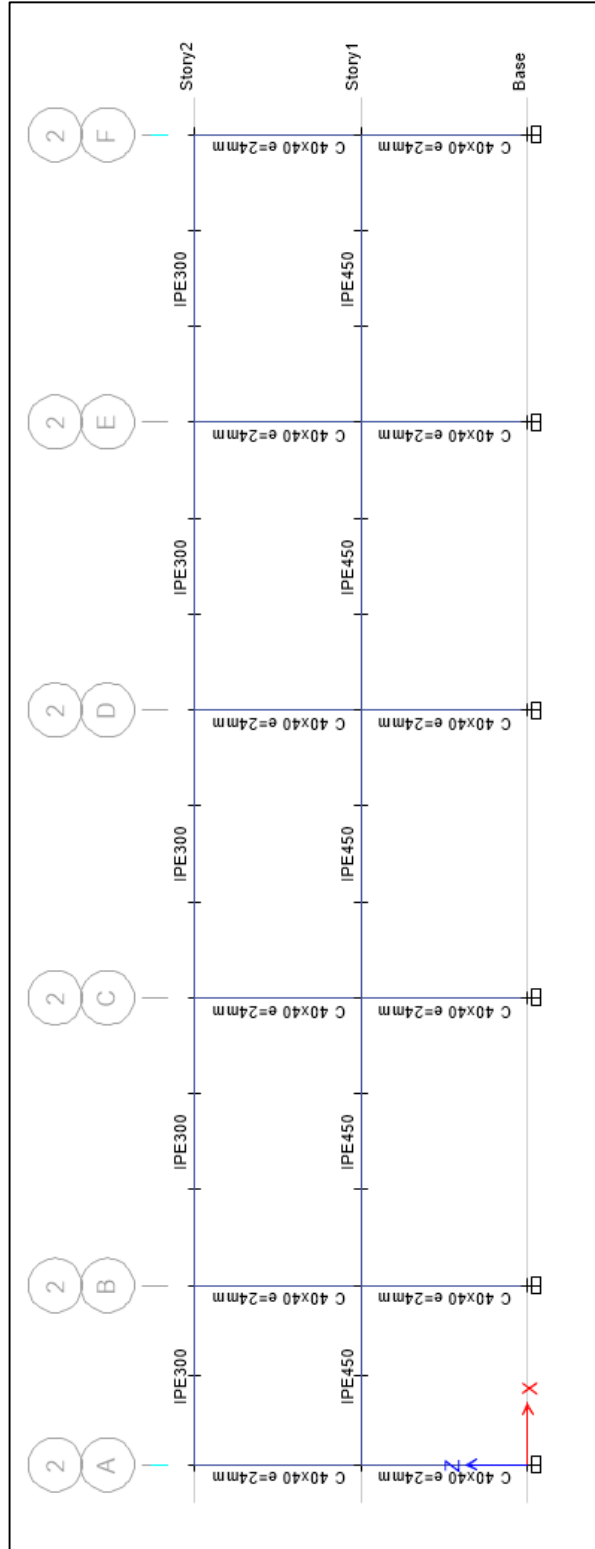 2 2 2 2 2 2
A B C D E F
IPE300 IPE300 IPE300 IPE300 IPE300 Story2
C 40x40 e=24mm C 40x40 e=24mm C 40x40 e=24mm C 40x40 e=24mm C 40x40 e=24mm C 40x40 e=24mm
IPE450 IPE450 IPE450 IPE450 IPE450 Story1
C 40x40 e=24mm C 40x40 e=24mm C 40x40 e=24mm C 40x40 e=24mm C 40x40 e=24mm C 40x40 e=24mm
Z
X Base